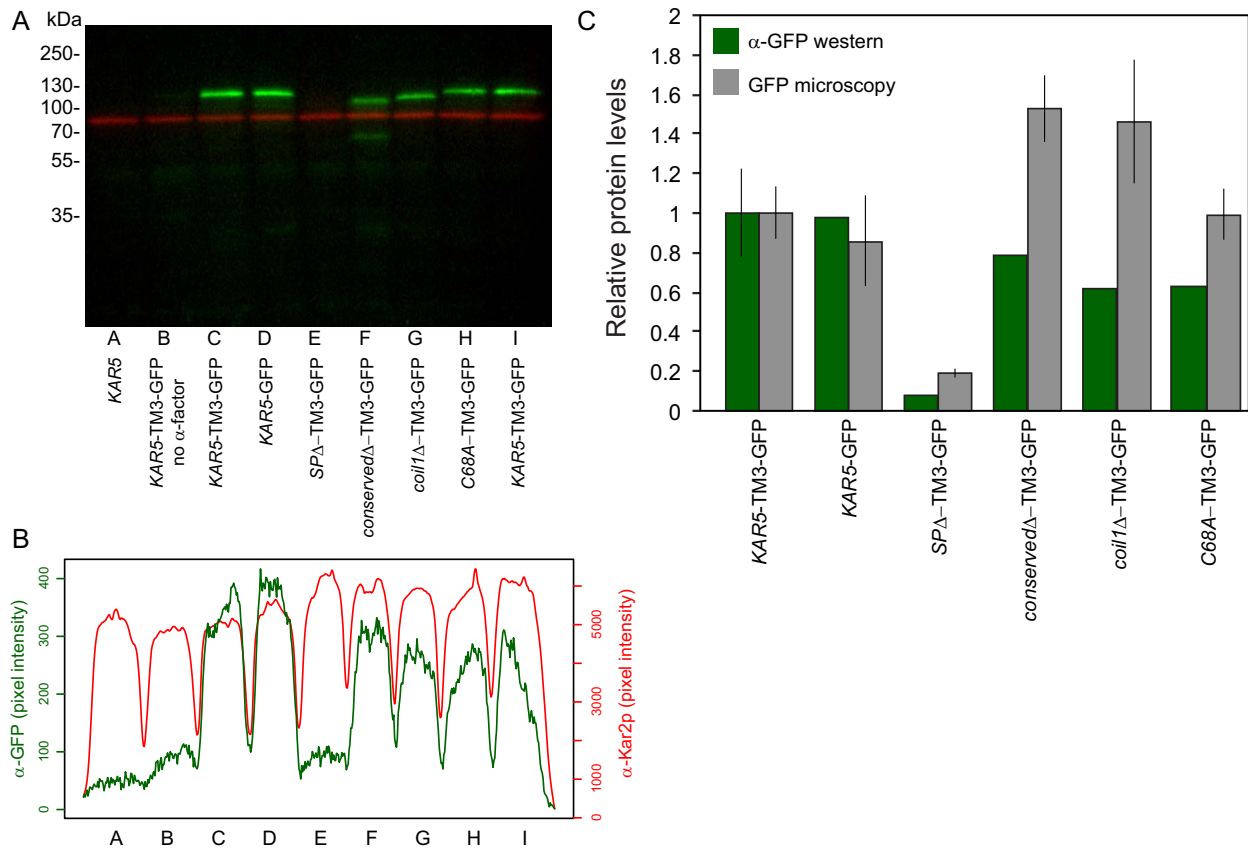 A
kDa
250-
130-
100-
70-
55-
35-
A B C D E F G H I
KAR5
KAR5-TM3-GFP
no α-factor
KAR5-TM3-GFP
KAR5-GFP
SPΔ–TM3-GFP
conservedΔ–TM3-GFP
coil1Δ–TM3-GFP
C68A–TM3-GFP
KAR5-TM3-GFP
B
α-GFP (pixel intensity)
400
300
200
100
0
α-Kar2p (pixel intensity)
5000
3000
1000
0
A B C D E F G H I
C
Relative protein levels
2
1.8
1.6
1.4
1.2
1
0.8
0.6
0.4
0.2
0
α-GFP western
GFP microscopy
KAR5-TM3-GFP
KAR5-GFP
SPΔ–TM3-GFP
conservedΔ–TM3-GFP
coil1Δ–TM3-GFP
C68A–TM3-GFP